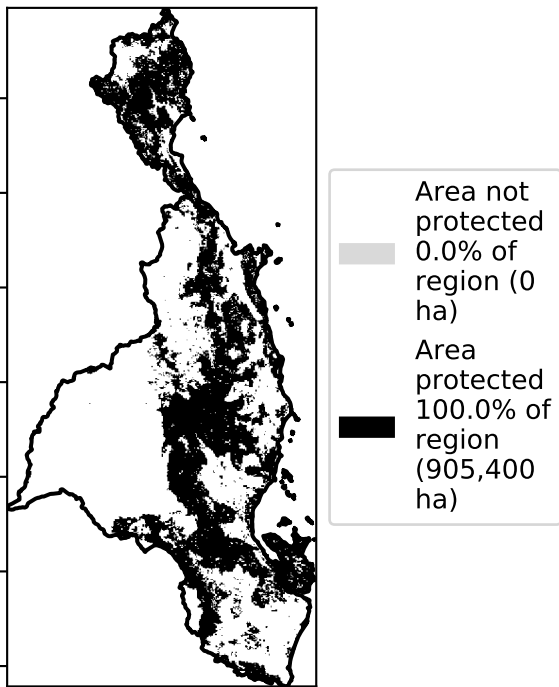 Area not
protected
0.0% of
region (0
ha)
Area
protected
100.0% of
region
(905,400
ha)